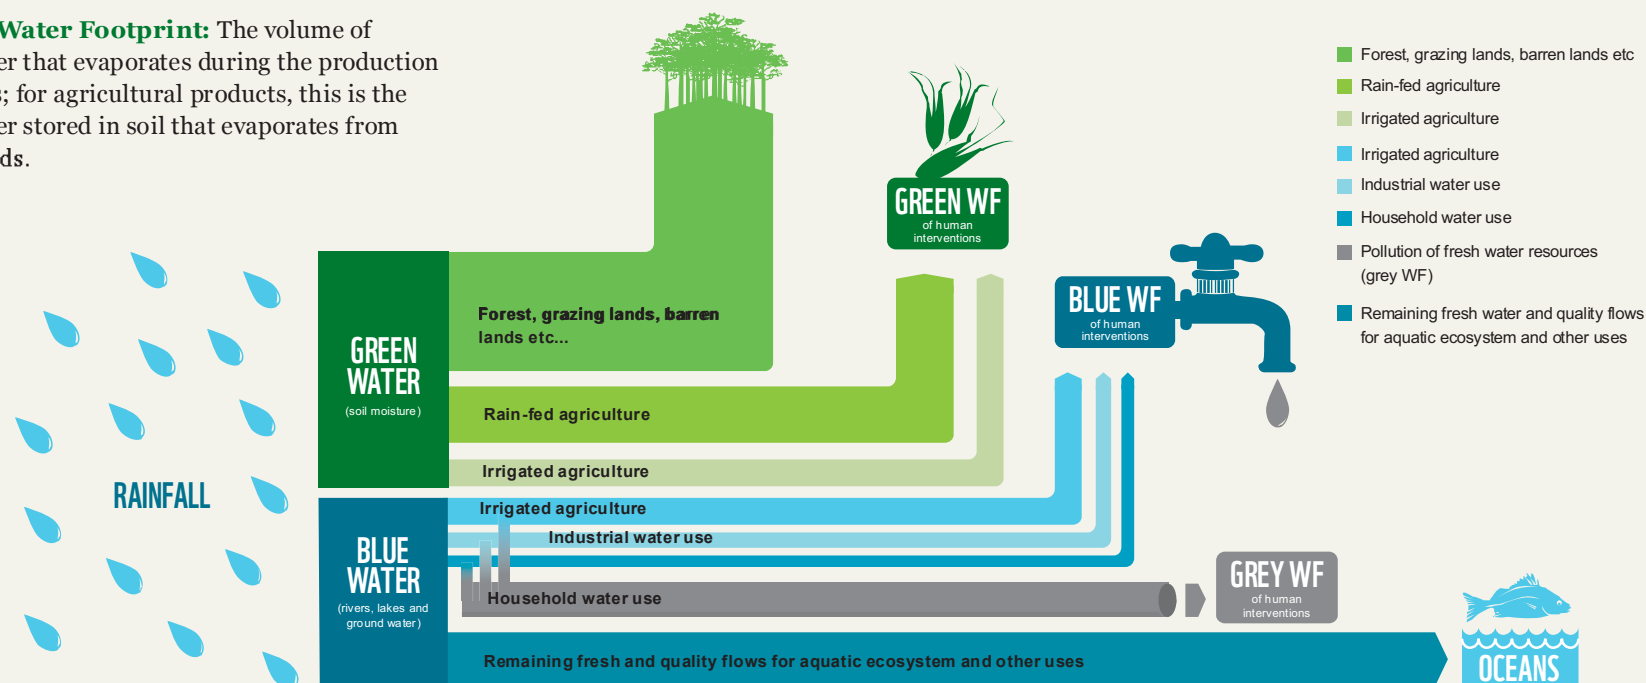 Water Footprint: The volume of
er that evaporates during the production
s; for agricultural products, this is the
er stored in soil that evaporates from
ds.
Forest, grazing lands, barren lands etc
Rain-fed agriculture
Irrigated agriculture
Irrigated agriculture
Industrial water use
Household water use
Pollution of fresh water resources
(grey WF)
Remaining fresh water and quality flows
for aquatic ecosystem and other uses
GREEN WF
of human
interventions
BLUE WF
of human
interventions
Forest, grazing lands, barren
lands etc...
GREEN
WATER
(soil moisture)
Rain-fed agriculture
Irrigated agriculture
RAINFALL
Irrigated agriculture
Industrial water use
BLUE
WATER
(rivers, lakes and
ground water)
Household water use
GREY WF
of human
interventions
Remaining fresh and quality flows for aquatic ecosystem and other uses
OCEANS